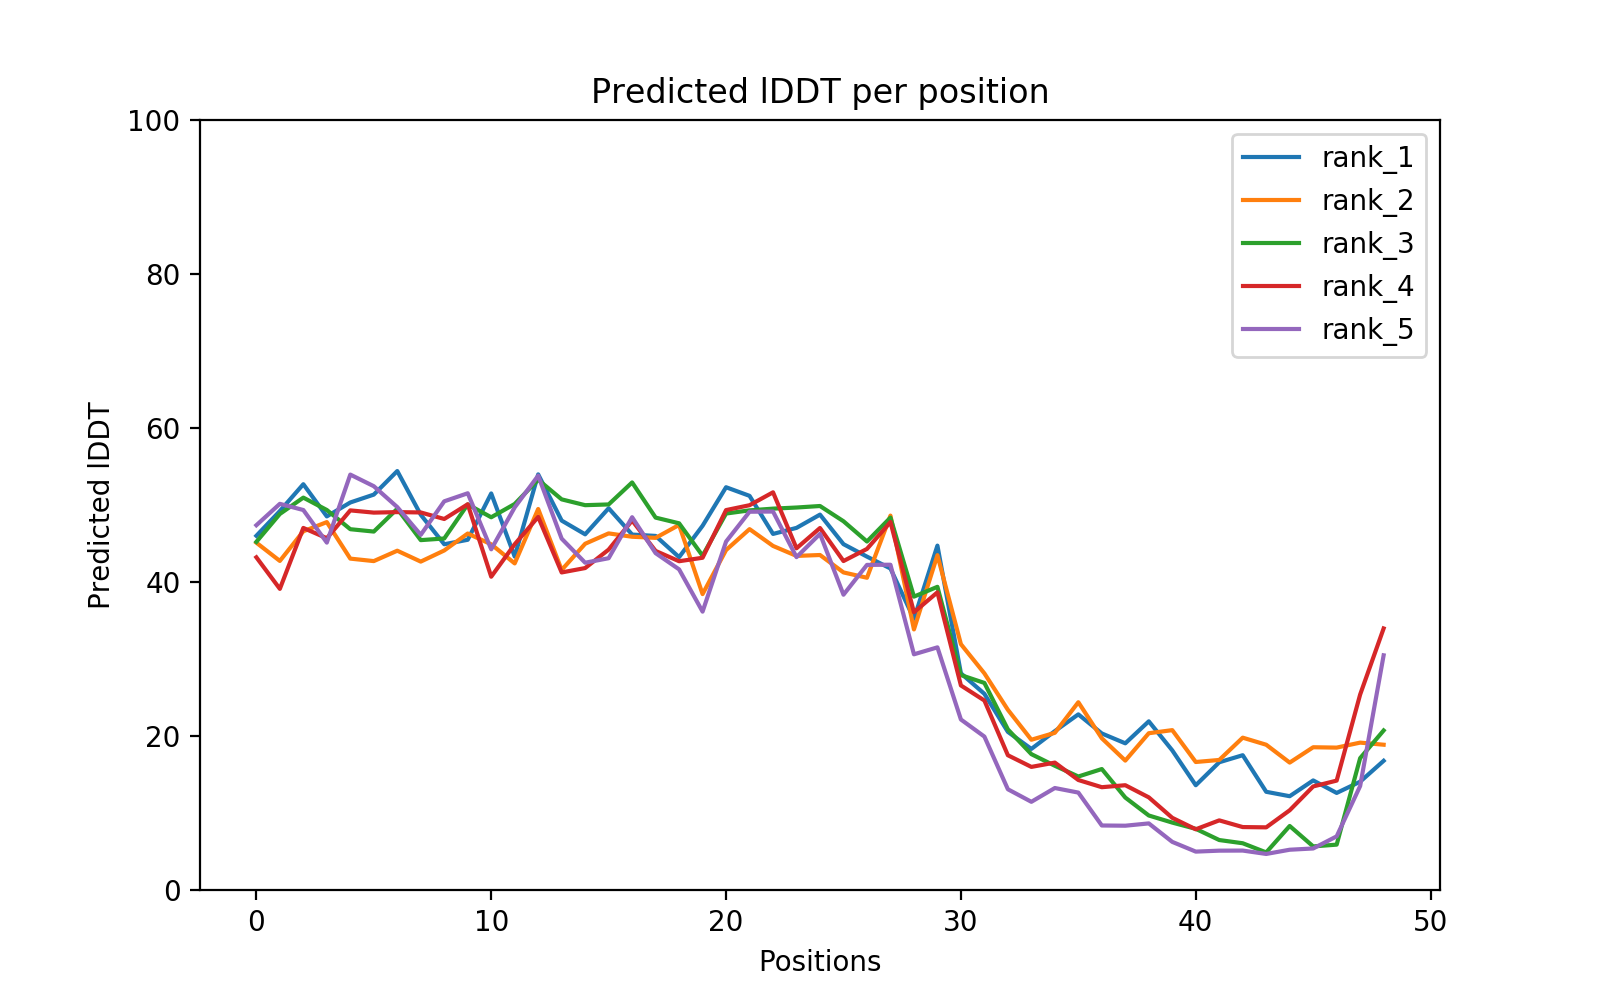 Predicted lDDT per position
100
80
60
40
20
0
Predicted lDDT
0 10 20 30 40 50
Positions
rank_1
rank_2
rank_3
rank_4
rank_5